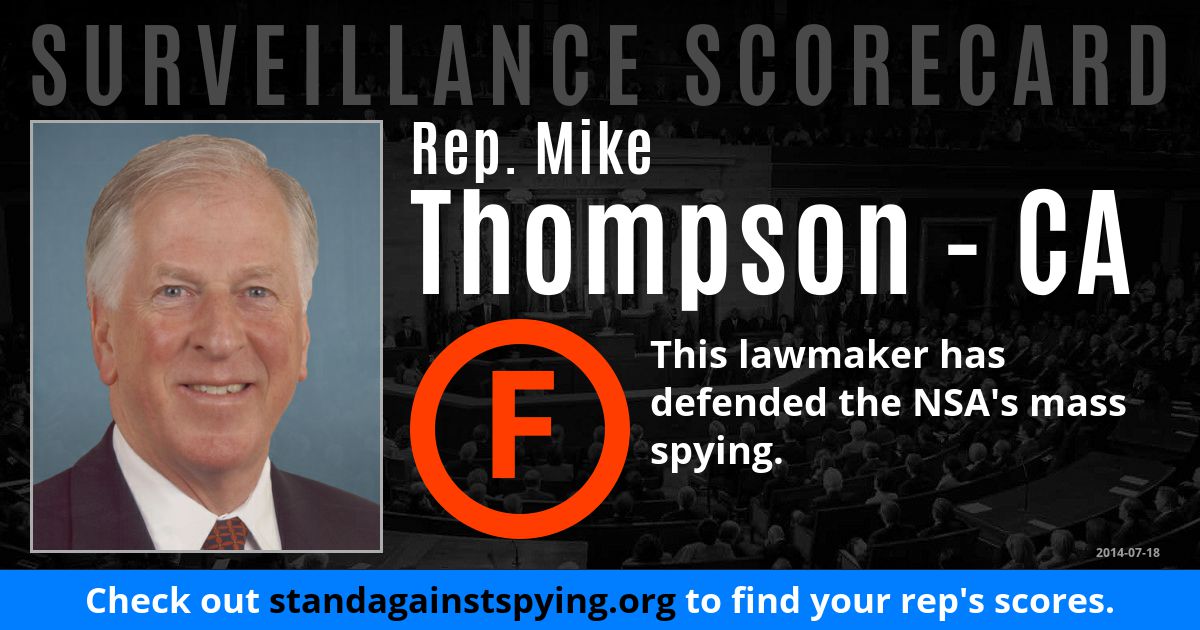 SURVEILLANCE SCORECARD
Rep. Mike
Thompson - CA
F
This lawmaker has
defended the NSA's mass
spying.
2014-07-18
Check out standagainstspying.org to find your rep's scores.